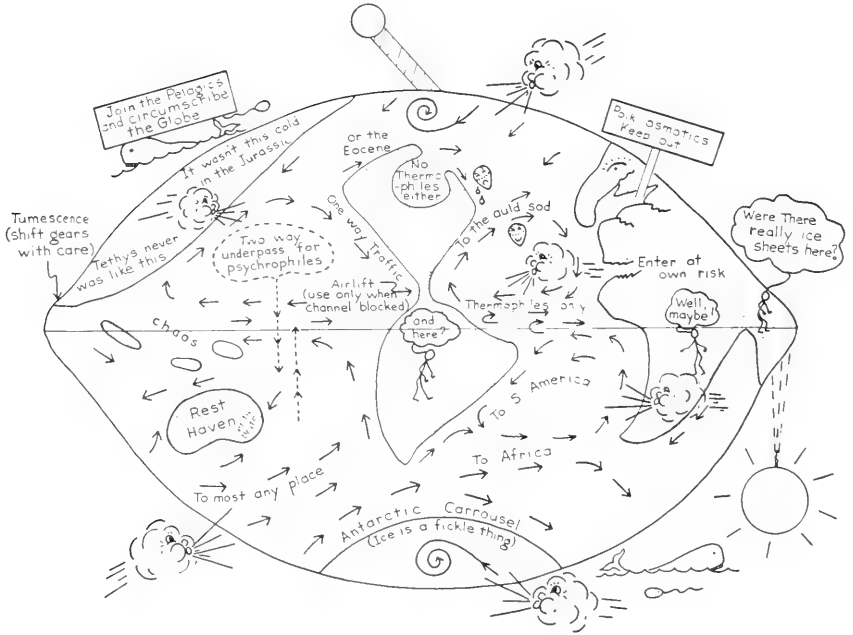 Join the Pelagics
and Circumscribe
the Globe
It wasn't this cold
in the Jurassic
Polk osmotics
Keep out
or the
Eocene
No
Thermo
-philes
either
Were There
really ice
sheets here?
Tumescence
(shift gears
with care)
Tethys never
was like this
Two way
underpass for
psychrophiles
One way Traffic
To the auld sod
Enter at
own risk
Airlift
(use only when
channel blocked)
Thermophiles only
Well,
maybe!
chaos
and
here?
Rest
Haven
To S America
To Africa
To most any place
Antarctic Carrousel
(Ice is a fickle thing)